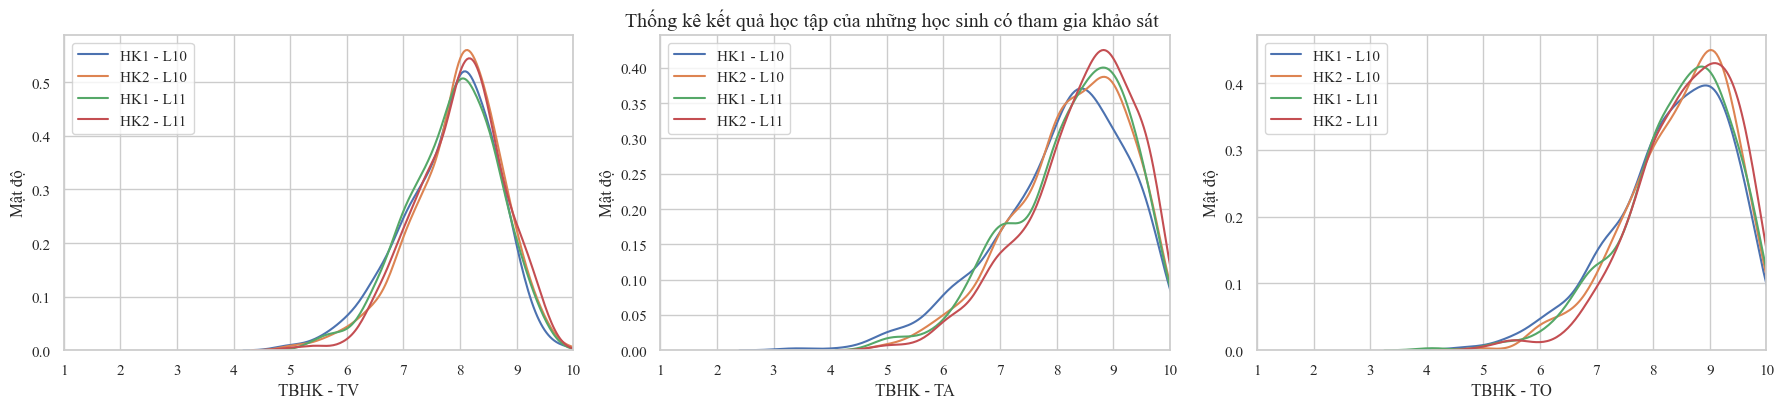 Thống kê kết quả học tập của những học sinh có tham gia khảo sát
HK1 - L10
HK2 - L10
HK1 - L11
HK2 - L11
Mật độ
0.5
0.4
0.3
0.2
0.1
0.0
1 2 3 4 5 6 7 8 9 10
TBHK - TV
HK1 - L10
HK2 - L10
HK1 - L11
HK2 - L11
Mật độ
0.40
0.35
0.30
0.25
0.20
0.15
0.10
0.05
0.00
1 2 3 4 5 6 7 8 9 10
TBHK - TA
HK1 - L10
HK2 - L10
HK1 - L11
HK2 - L11
Mật độ
0.4
0.3
0.2
0.1
0.0
1 2 3 4 5 6 7 8 9 10
TBHK - TO